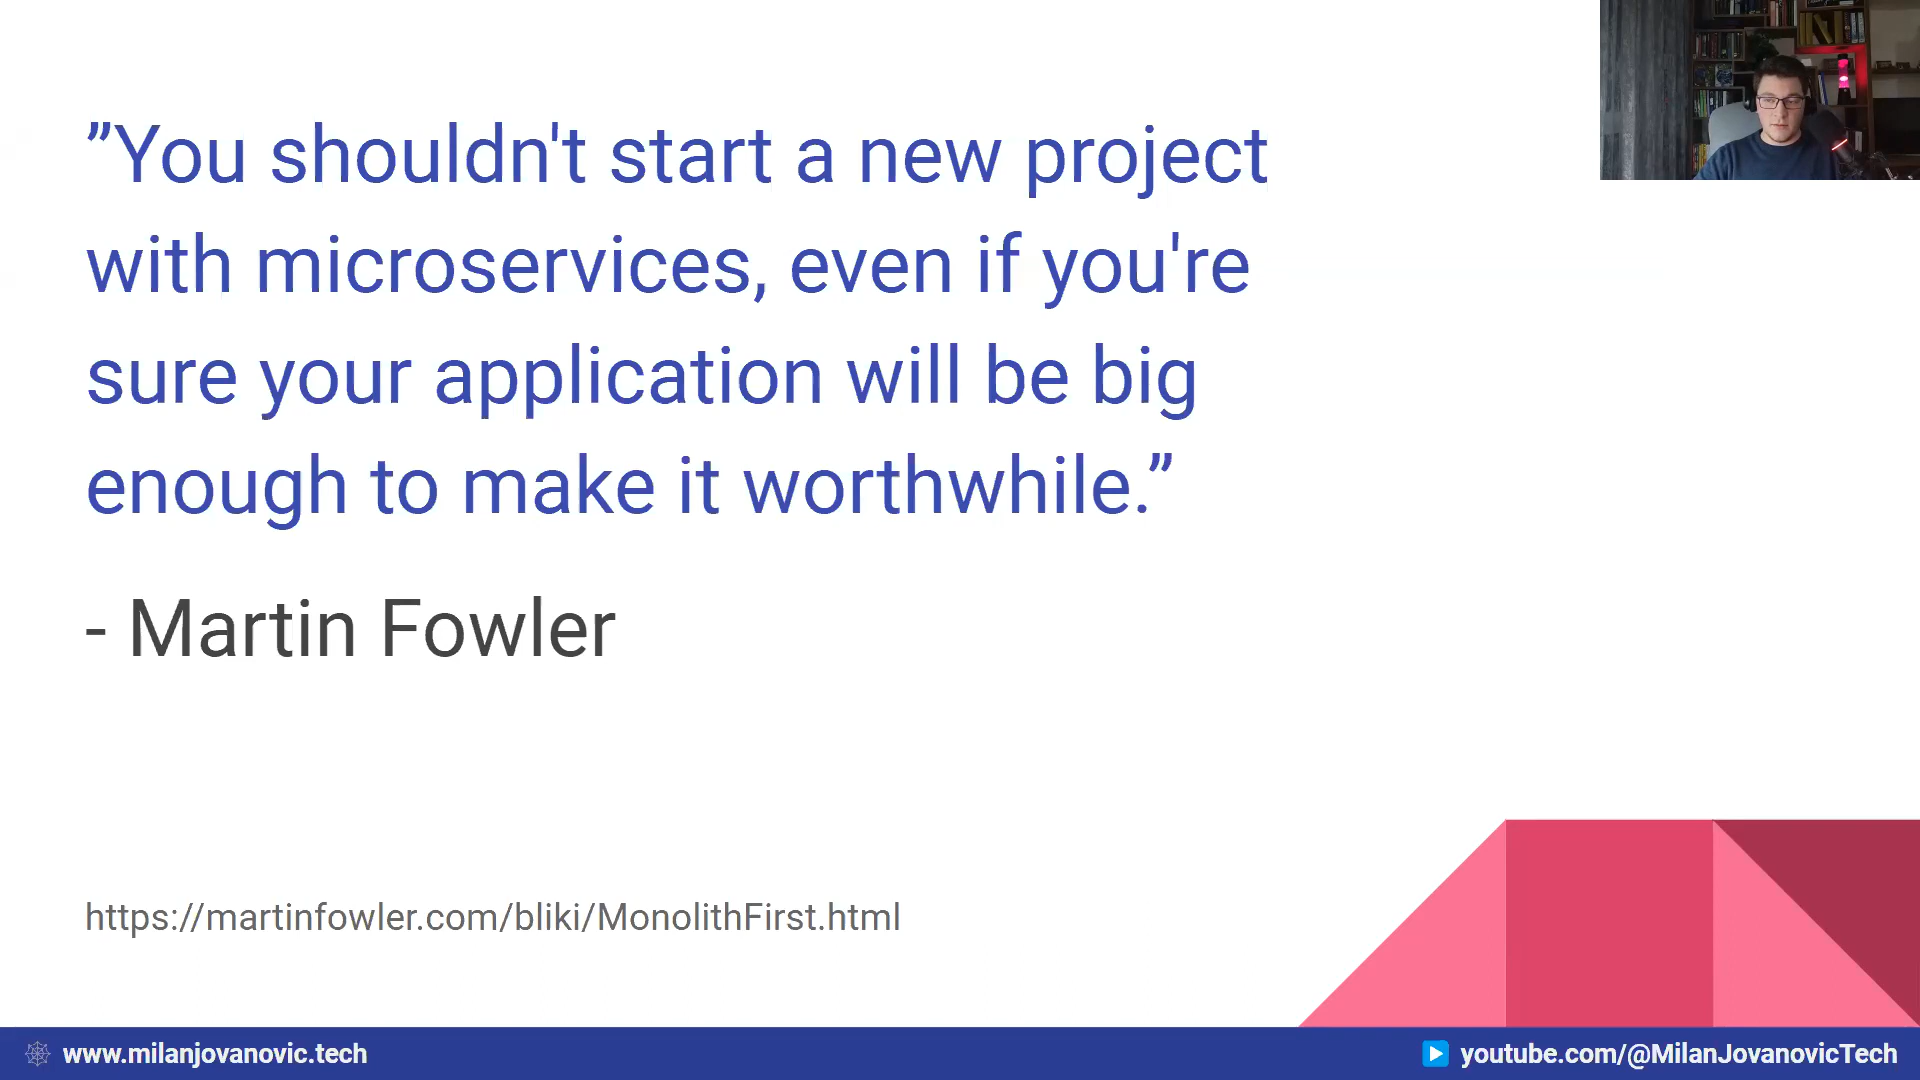 ”You shouldn't start a new project
with microservices, even if you're
sure your application will be big
enough to make it worthwhile.”
- Martin Fowler
https://martinfowler.com/bliki/MonolithFirst.html
www.milanjovanovic.tech
youtube.com/@MilanJovanovicTech